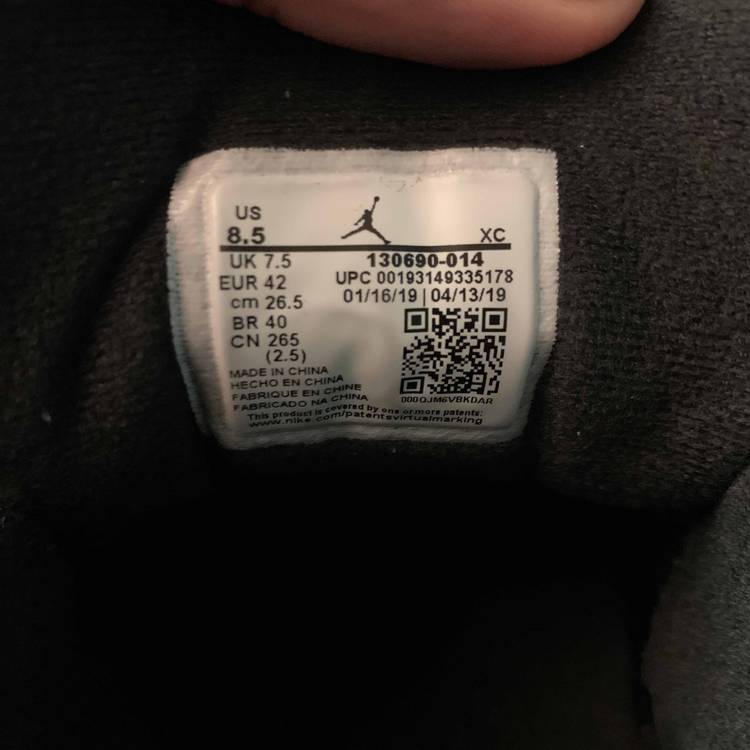 US
8.5 XC
UK 7.5 130690-014
EUR 42 UPC 00193149335178
cm 26.5 01/16/19 | 04/13/19
BR 40
CN 265
(2.5)
MADE IN CHINA
HECHO EN CHINA
FABRIQUE EN CHINE
FABRICADO NA CHINA
000QJM6VBKDAR
This product is covered by one or more patents:
www.nike.com/patentsvirtualmarking